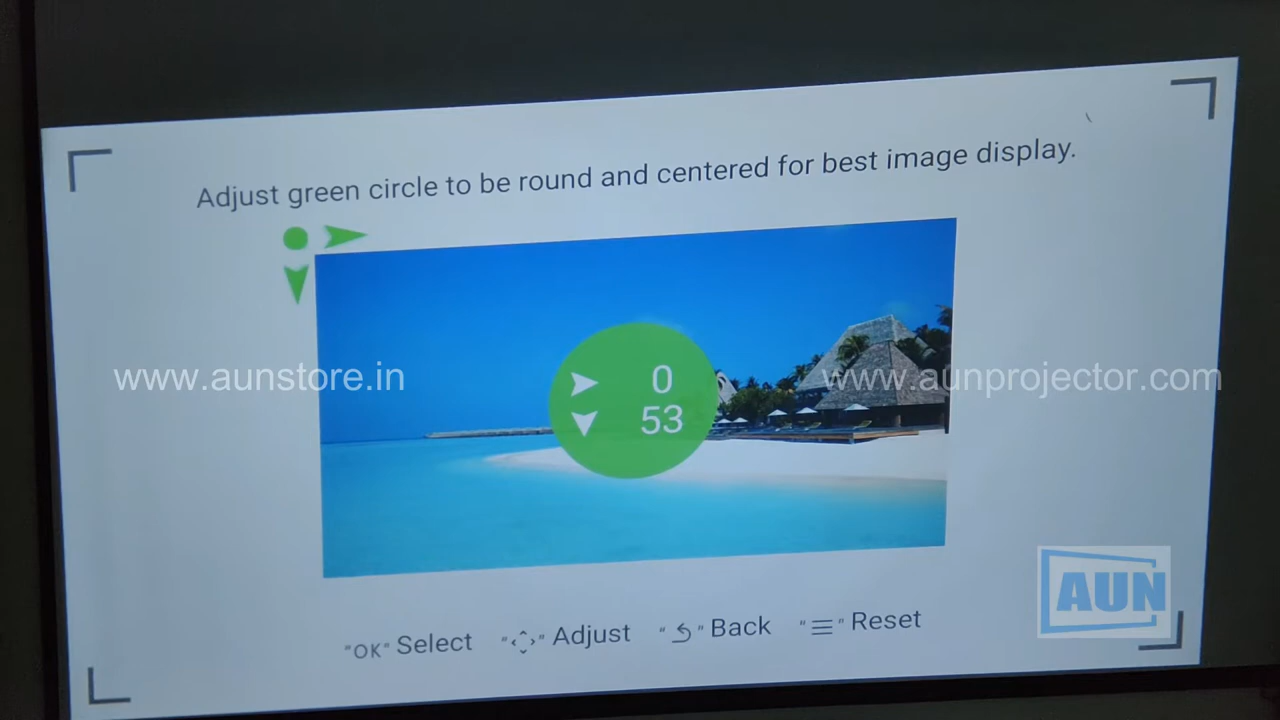 Adjust green circle to be round and centered for best image display.
0
53
www.aunstore.in
www.aunprojector.com
AUN
"OK" Select "" Adjust "" Back "" Reset